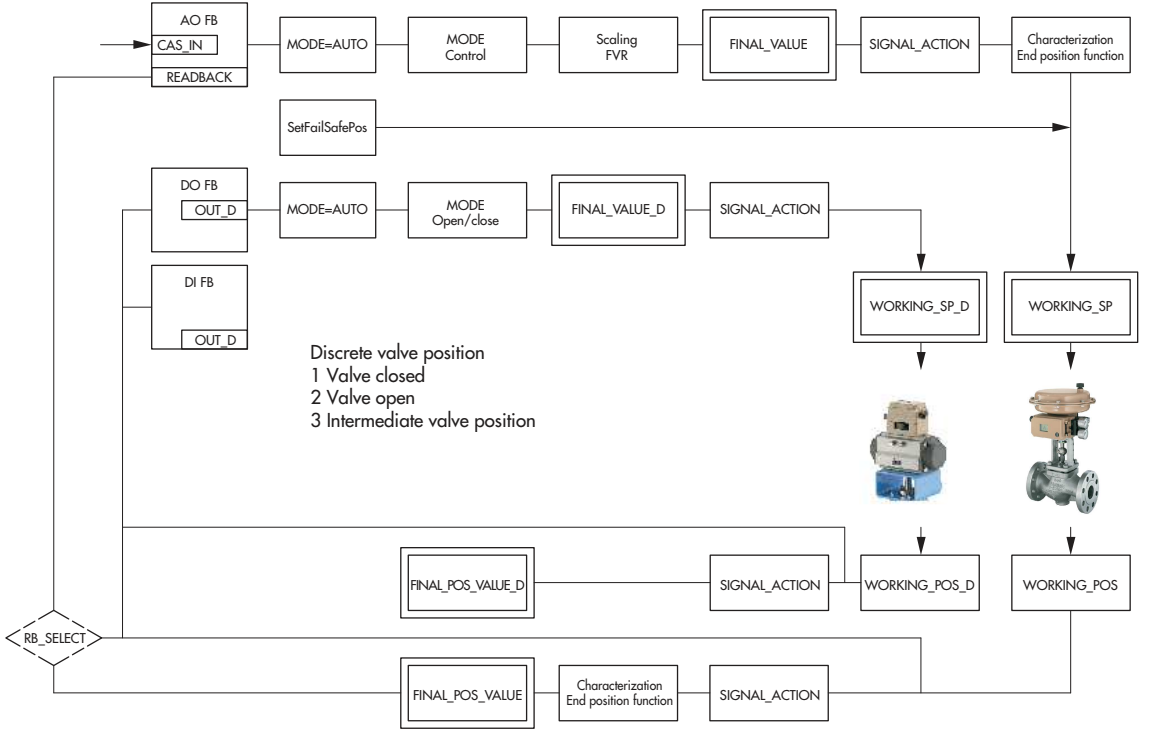 AO FB
CAS_IN
READBACK
MODE=AUTO
MODE
Control
Scaling
FVR
FINAL_VALUE
SIGNAL_ACTION
Characterization
End position function
SetFailSafePos
DO FB
OUT_D
MODE=AUTO
MODE
Open/close
FINAL_VALUE_D
SIGNAL_ACTION
DI FB
OUT_D
WORKING_SP_D
WORKING_SP
Discrete valve position
1 Valve closed
2 Valve open
3 Intermediate valve position
FINAL_POS_VALUE_D
SIGNAL_ACTION
WORKING_POS_D
WORKING_POS
RB_SELECT
FINAL_POS_VALUE
Characterization
End position function
SIGNAL_ACTION